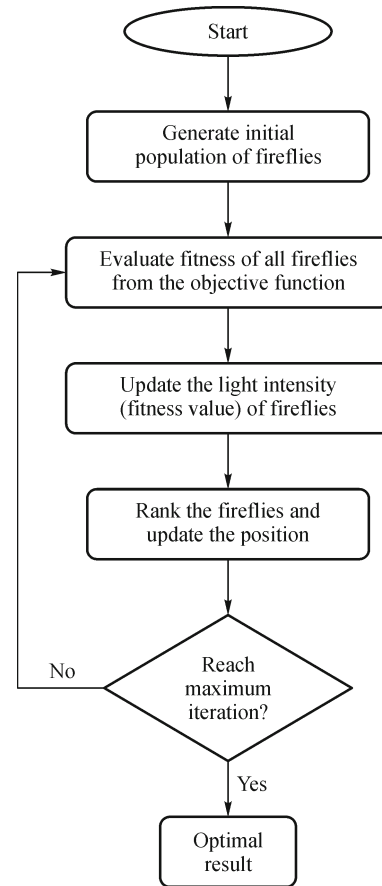 Start
Generate initial
population of fireflies
Evaluate fitness of all fireflies
from the objective function
Update the light intensity
(fitness value) of fireflies
Rank the fireflies and
update the position
Reach
maximum
iteration?
No
Yes
Optimal
result